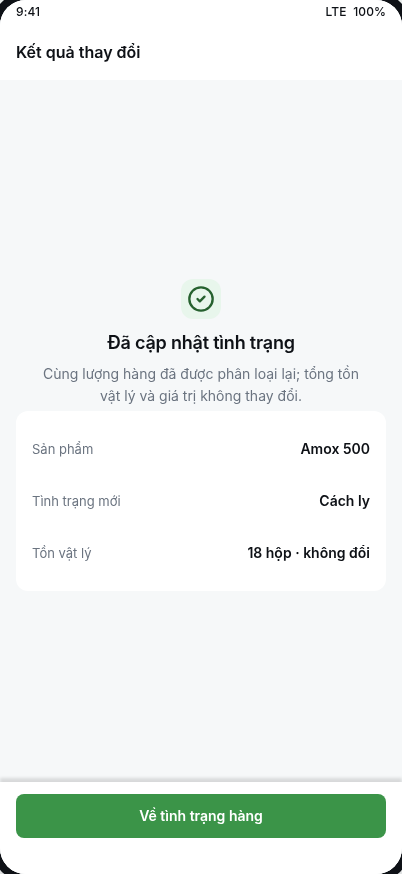 9:41
LTE 100%
Kết quả thay đổi
Đã cập nhật tình trạng
Cùng lượng hàng đã được phân loại lại; tổng tồn
vật lý và giá trị không thay đổi.
Sản phẩm
Amox 500
Tình trạng mới
Cách ly
Tồn vật lý
18 hộp · không đổi
Về tình trạng hàng